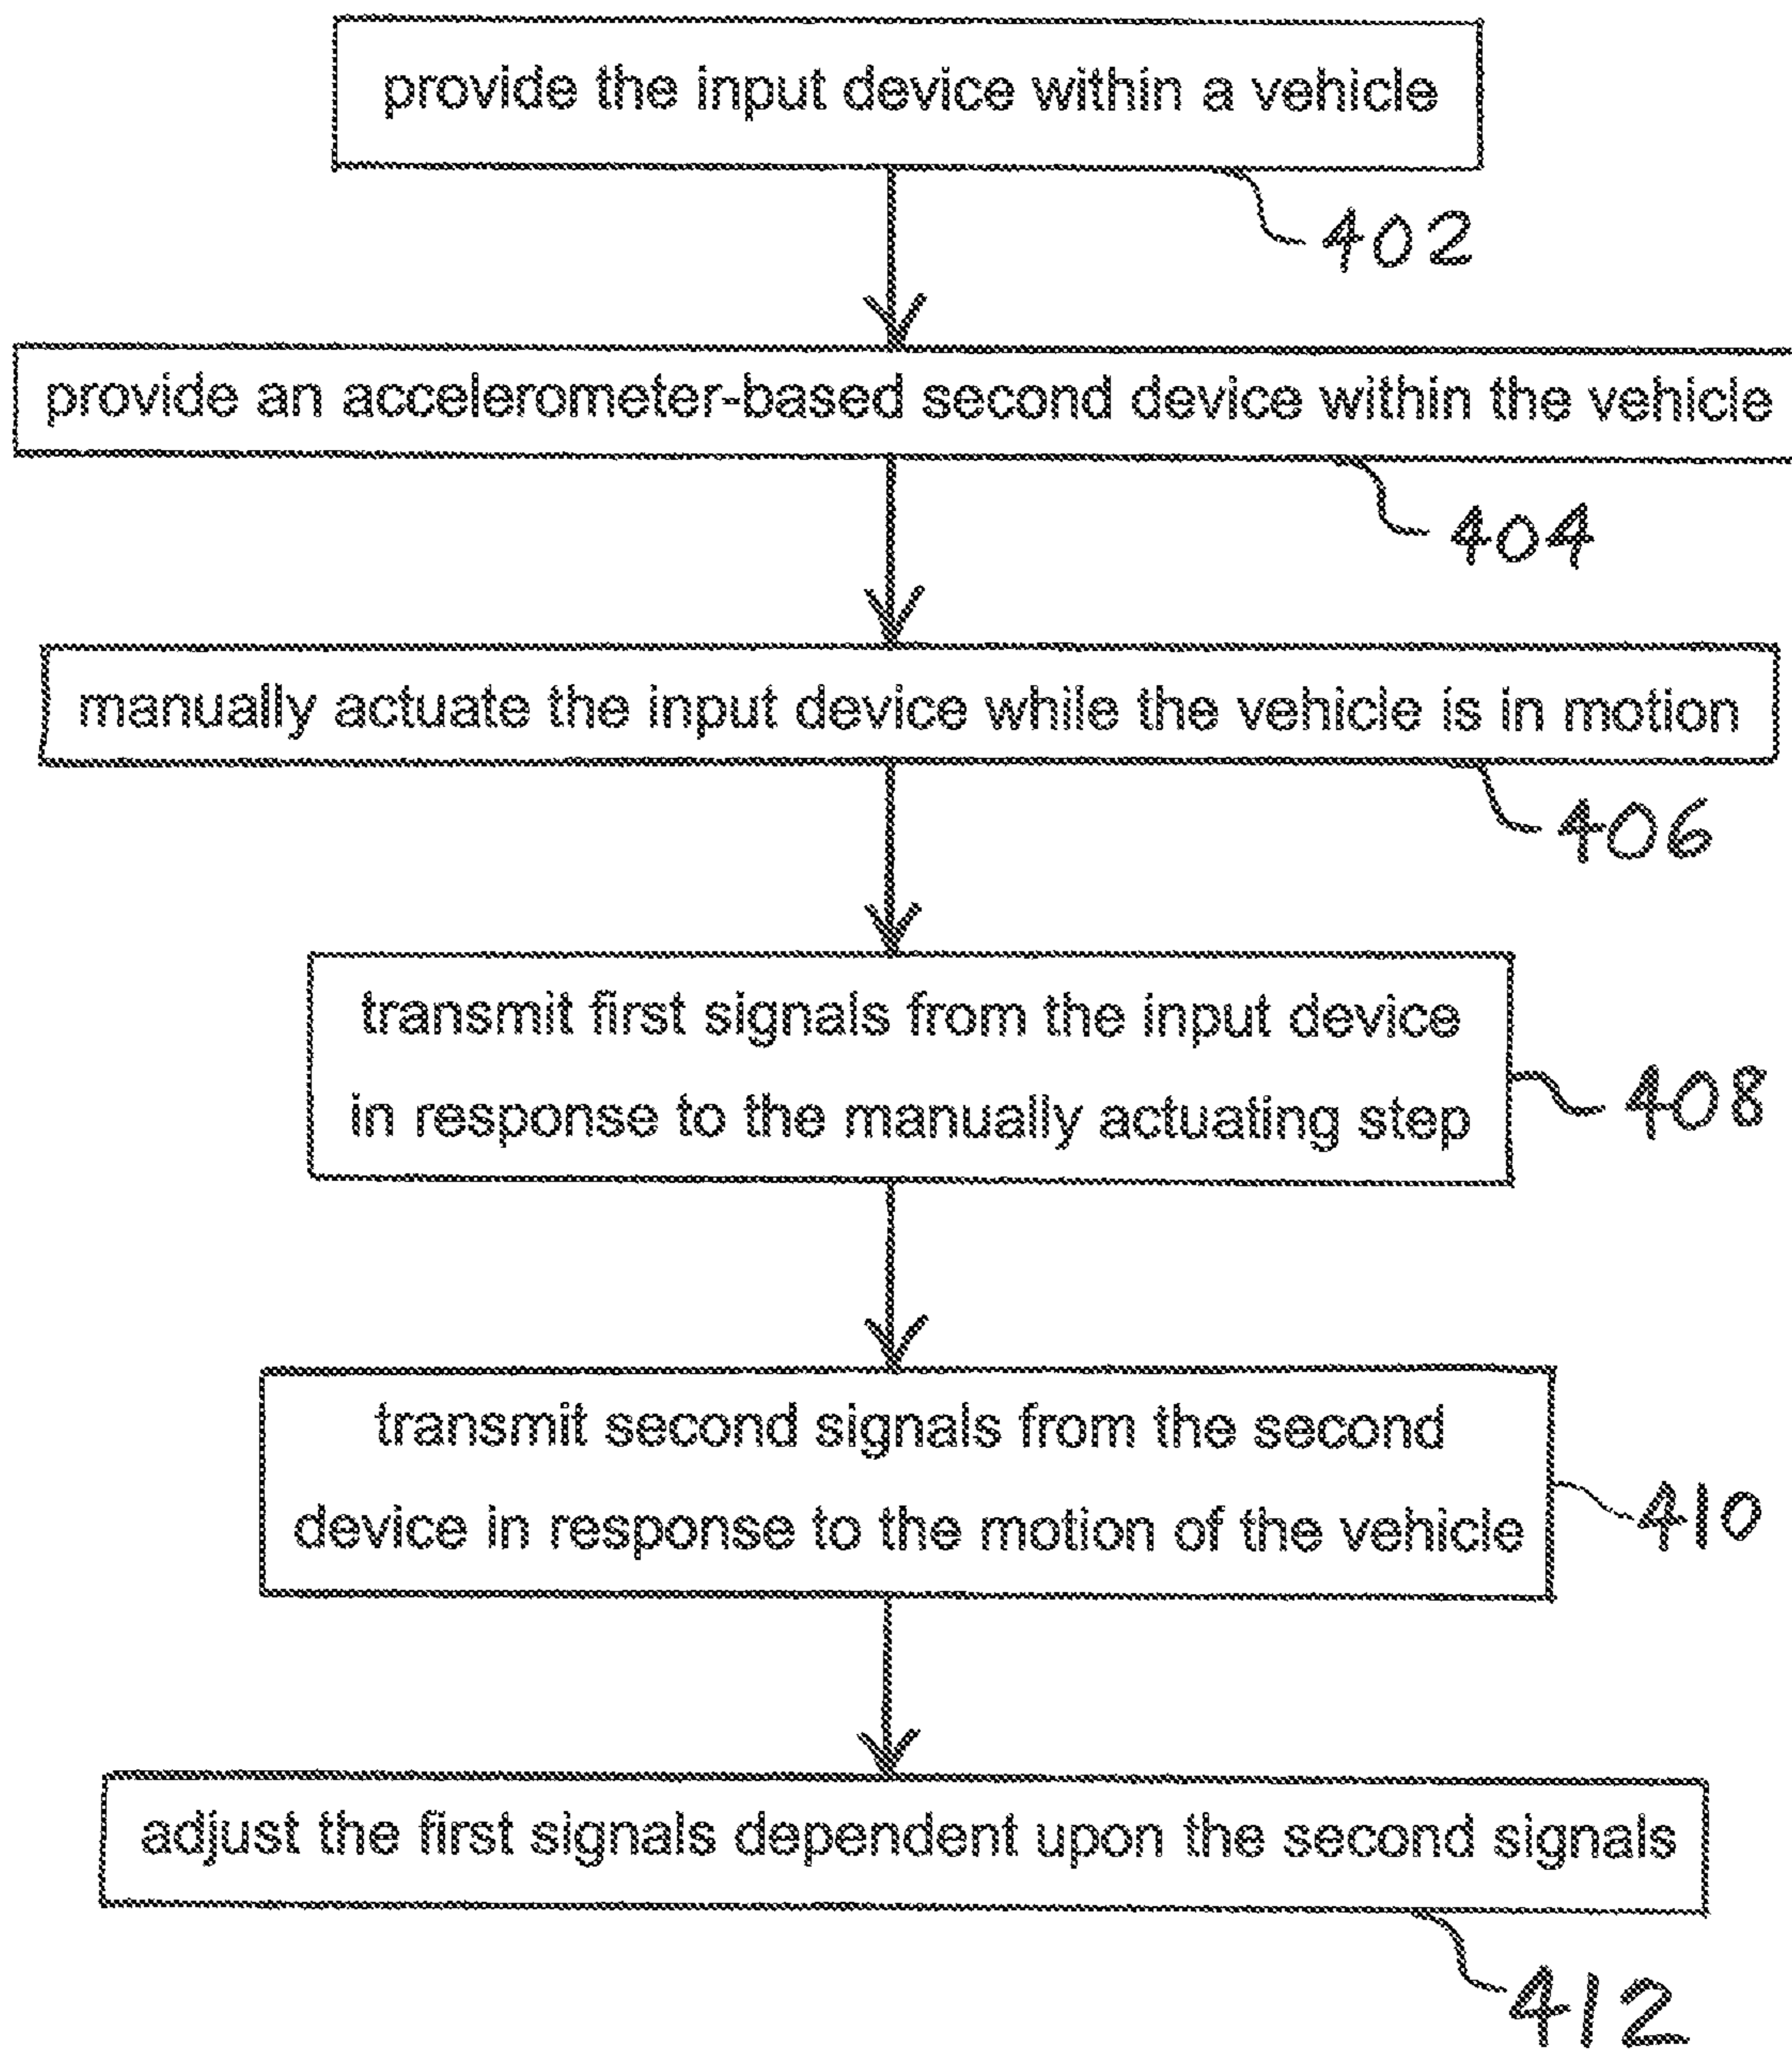 provide the input device within a vehicle
402
provide an accelerometer-based second device within the vehicle
404
manually actuate the input device while the vehicle is in motion
406
transmit first signals from the input device
in response to the manually actuating step
408
transmit second signals from the second
device in response to the motion of the vehicle
410
adjust the first signals dependent upon the second signals
412